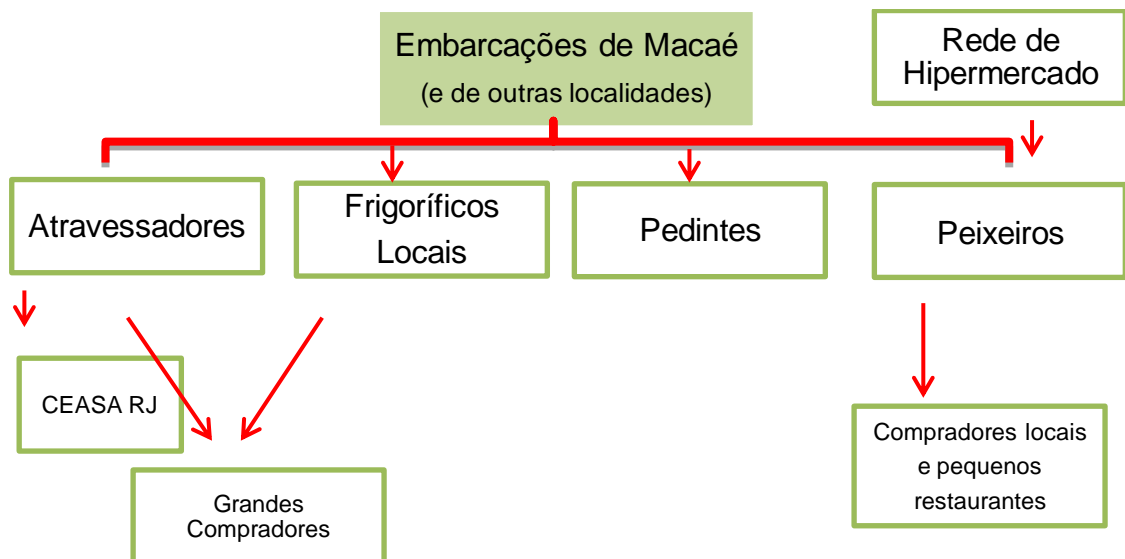 Embarcações de Macaé
(e de outras localidades)
Rede de
Hipermercado
Atravessadores
Frigoríficos
Locais
Pedintes
Peixeiros
CEASA RJ
Grandes
Compradores
Compradores locais
e pequenos
restaurantes